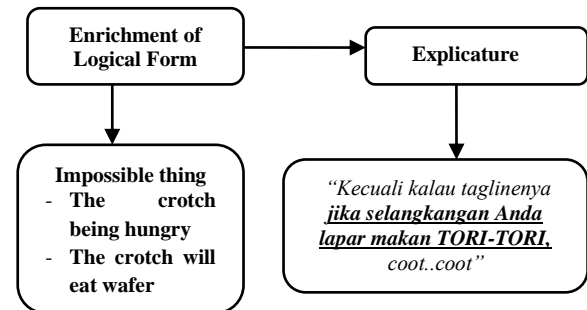 Enrichment of
Logical Form
Explicature
Impossible thing
- The crotch
being hungry
- The crotch will
eat wafer
“Kecuali kalau taglinenya
jika selangkangan Anda
lapar makan TORI-TORI,
coot..coot”